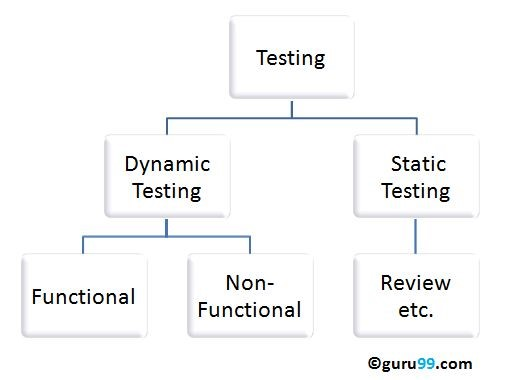 Testing
Dynamic
Testing
Static
Testing
Functional
Non-
Functional
Review
etc.
©guru99.com